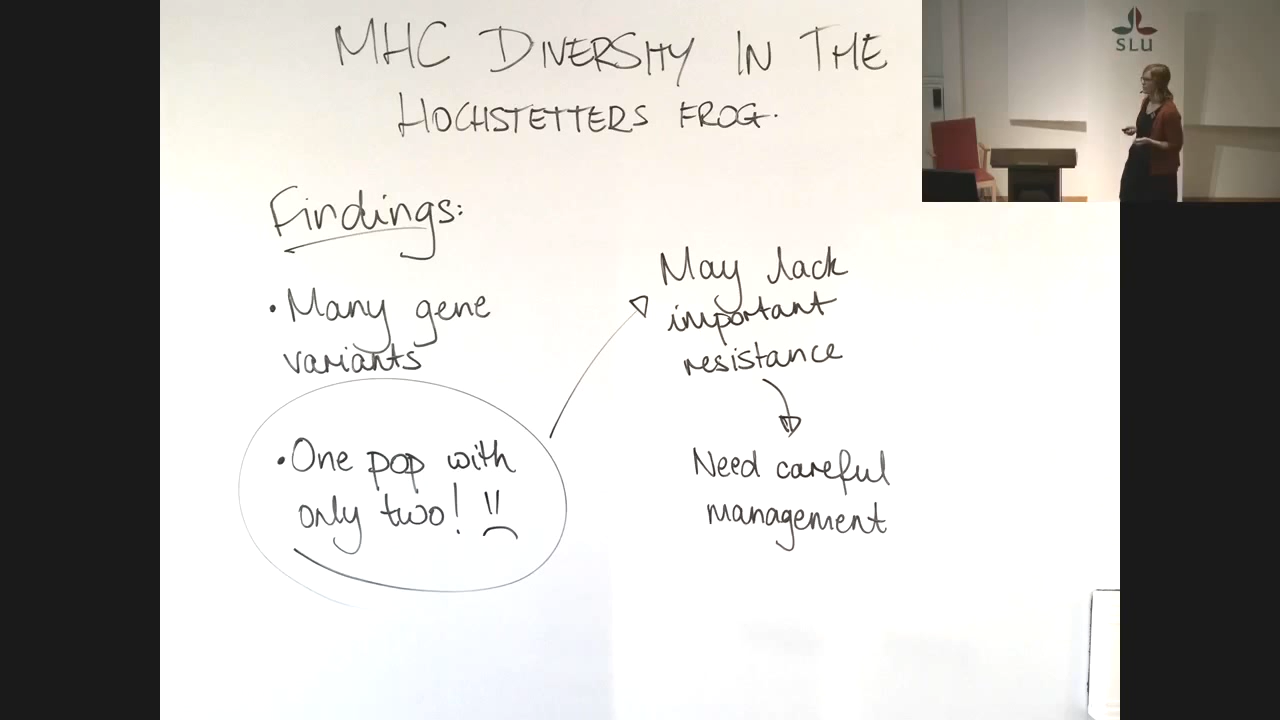 MHC DIVERSITY IN THE
HOCHSTETTERS FROG.
SLU
Findings:
• Many gene
variants
• One pop with
only two!
May lack
important
resistance
Need careful
management